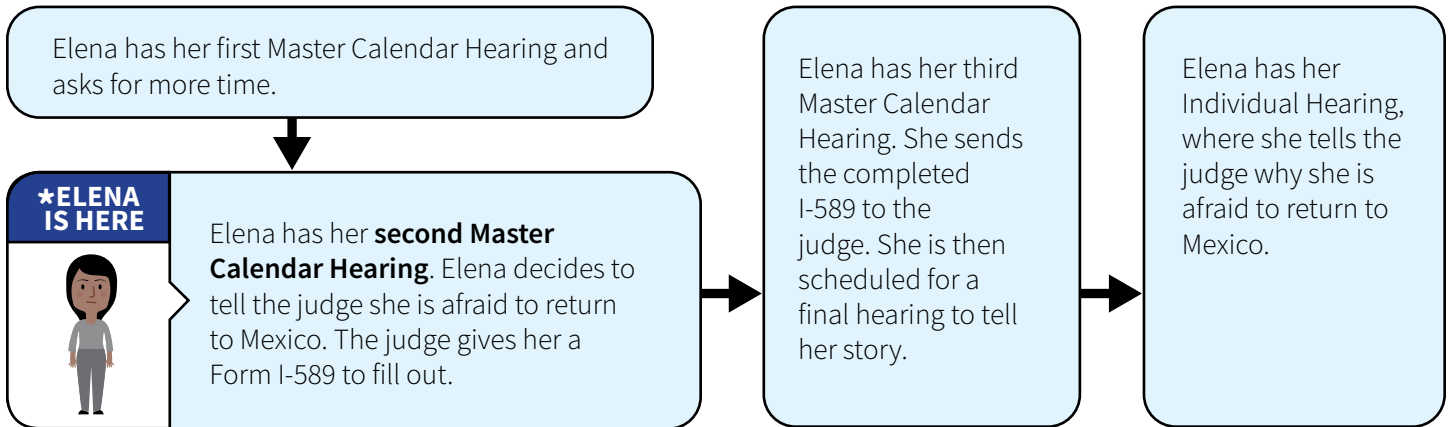 Elena has her first Master Calendar Hearing and
asks for more time.
*ELENA
IS HERE
Elena has her second Master
Calendar Hearing. Elena decides to
tell the judge she is afraid to return
to Mexico. The judge gives her a
Form I-589 to fill out.
Elena has her third
Master Calendar
Hearing. She sends
the completed
I-589 to the
judge. She is then
scheduled for a
final hearing to tell
her story.
Elena has her
Individual Hearing,
where she tells the
judge why she is
afraid to return to
Mexico.